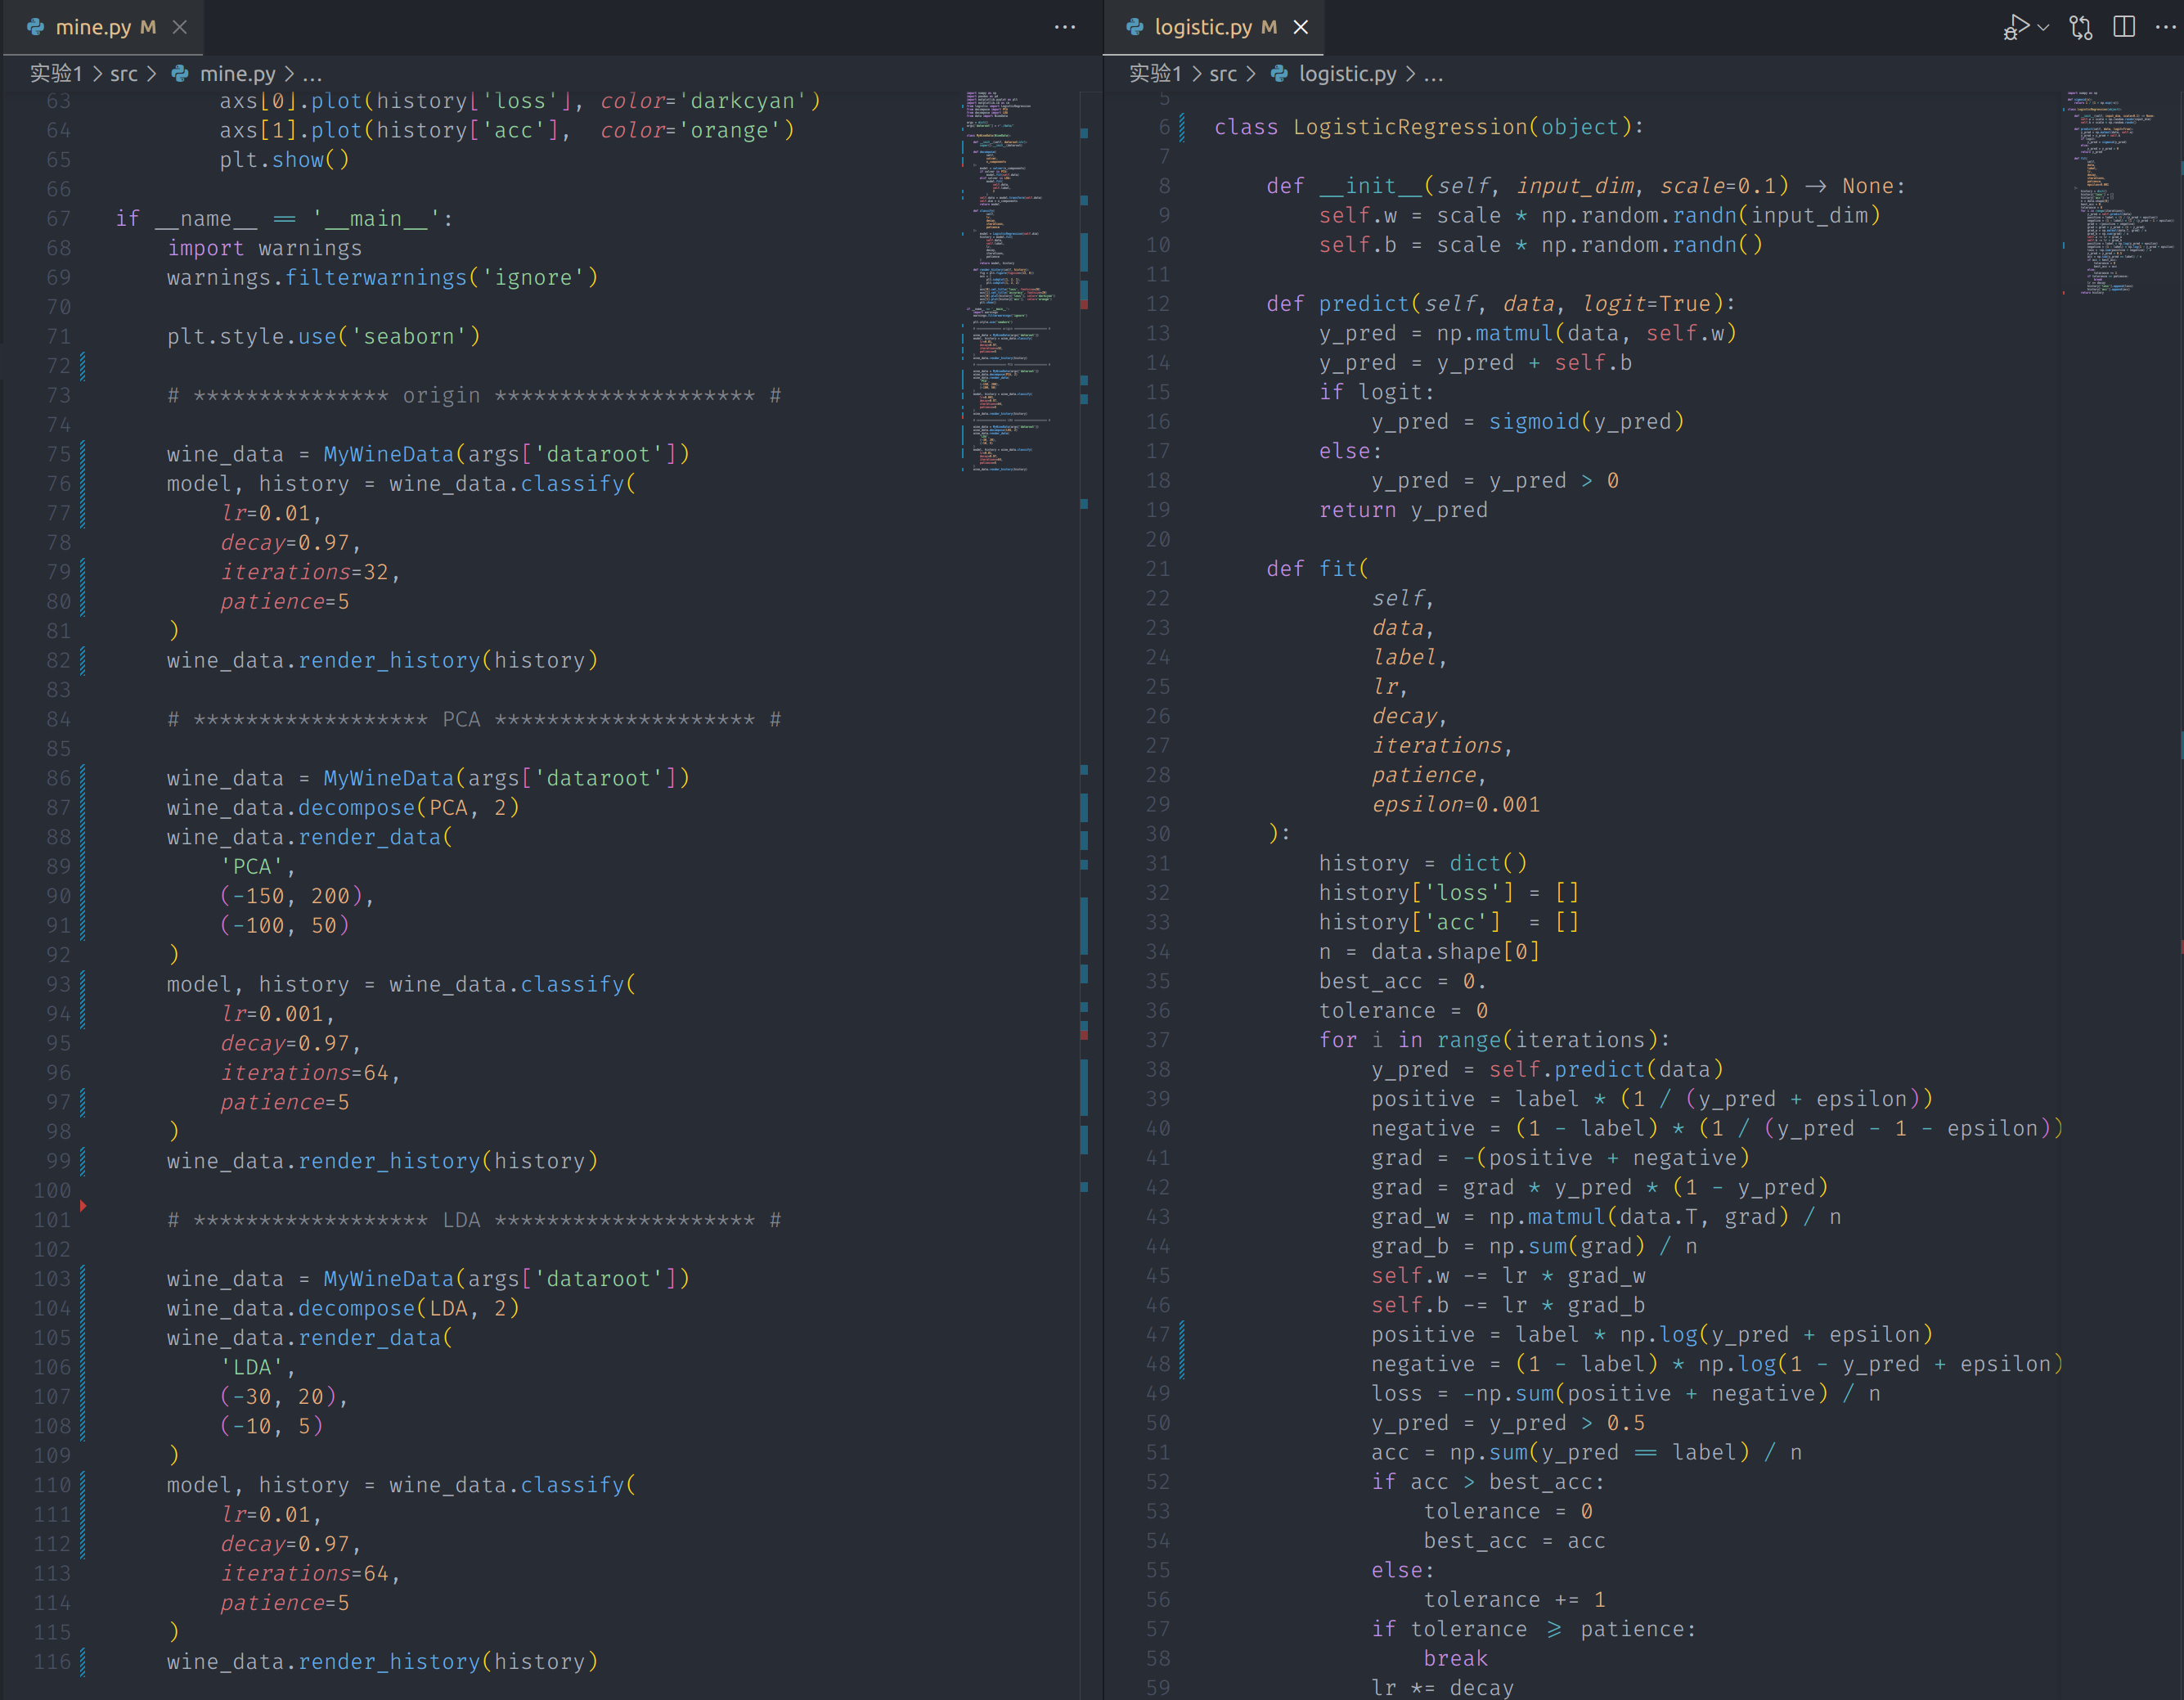 mine.py M
实验1 > src > mine.py > ...
63 axs[0].plot(history['loss'], color='darkcyan')
64 axs[1].plot(history['acc'],  color='orange')
65 plt.show()
66
67 if __name__ == '__main__':
68 import warnings
69 warnings.filterwarnings('ignore')
70
71 plt.style.use('seaborn')
72
73 # *************** origin ******************** #
74
75 wine_data = MyWineData(args['dataroot'])
76 model, history = wine_data.classify(
77 lr=0.01,
78 decay=0.97,
79 iterations=32,
80 patience=5
81 )
82 wine_data.render_history(history)
83
84 # ****************** PCA ******************** #
85
86 wine_data = MyWineData(args['dataroot'])
87 wine_data.decompose(PCA, 2)
88 wine_data.render_data(
89 'PCA',
90 (-150, 200),
91 (-100, 50)
92 )
93 model, history = wine_data.classify(
94 lr=0.001,
95 decay=0.97,
96 iterations=64,
97 patience=5
98 )
99 wine_data.render_history(history)
100
101 # ****************** LDA ******************** #
102
103 wine_data = MyWineData(args['dataroot'])
104 wine_data.decompose(LDA, 2)
105 wine_data.render_data(
106 'LDA',
107 (-30, 20),
108 (-10, 5)
109 )
110 model, history = wine_data.classify(
111 lr=0.01,
112 decay=0.97,
113 iterations=64,
114 patience=5
115 )
116 wine_data.render_history(history)
logistic.py M
实验1 > src > logistic.py > ...
5
6 class LogisticRegression(object):
7
8 def __init__(self, input_dim, scale=0.1) -> None:
9 self.w = scale * np.random.randn(input_dim)
10 self.b = scale * np.random.randn()
11
12 def predict(self, data, logit=True):
13 y_pred = np.matmul(data, self.w)
14 y_pred = y_pred + self.b
15 if logit:
16 y_pred = sigmoid(y_pred)
17 else:
18 y_pred = y_pred > 0
19 return y_pred
20
21 def fit(
22 self,
23 data,
24 label,
25 lr,
26 decay,
27 iterations,
28 patience,
29 epsilon=0.001
30 ):
31 history = dict()
32 history['loss'] = []
33 history['acc']  = []
34 n = data.shape[0]
35 best_acc = 0.
36 tolerance = 0
37 for i in range(iterations):
38 y_pred = self.predict(data)
39 positive = label * (1 / (y_pred + epsilon))
40 negative = (1 - label) * (1 / (y_pred - 1 - epsilon))
41 grad = -(positive + negative)
42 grad = grad * y_pred * (1 - y_pred)
43 grad_w = np.matmul(data.T, grad) / n
44 grad_b = np.sum(grad) / n
45 self.w -= lr * grad_w
46 self.b -= lr * grad_b
47 positive = label * np.log(y_pred + epsilon)
48 negative = (1 - label) * np.log(1 - y_pred + epsilon)
49 loss = -np.sum(positive + negative) / n
50 y_pred = y_pred > 0.5
51 acc = np.sum(y_pred == label) / n
52 if acc > best_acc:
53 tolerance = 0
54 best_acc = acc
55 else:
56 tolerance += 1
57 if tolerance >= patience:
58 break
59 lr *= decay